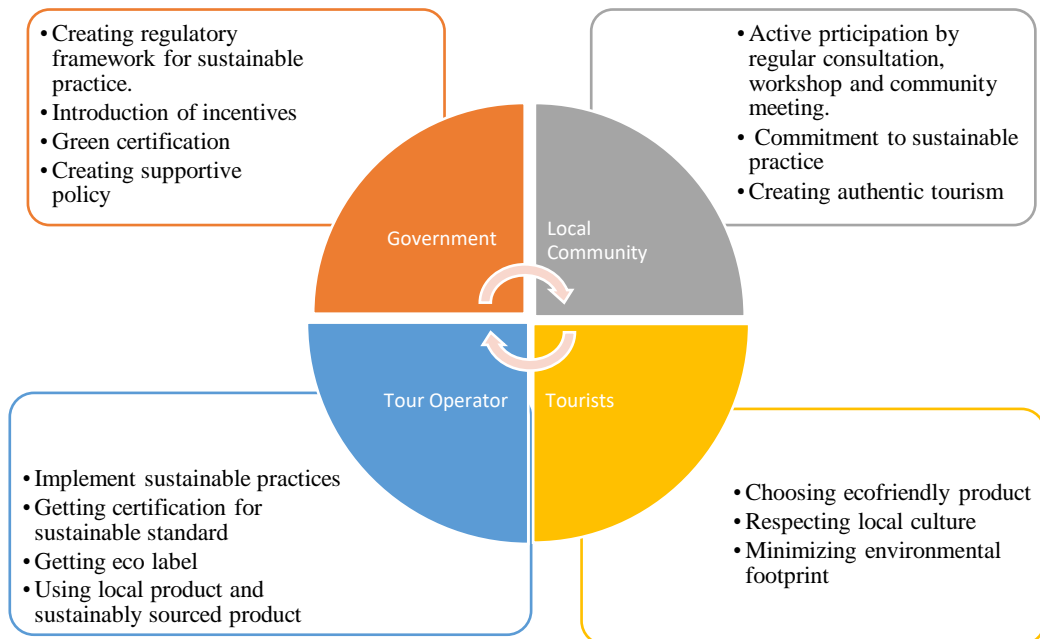 • Creating regulatory
framework for sustainable
practice.
• Introduction of incentives
• Green certification
• Creating supportive
policy
• Active prticipation by
regular consultation,
workshop and community
meeting.
• Commitment to sustainable
practice
• Creating authentic tourism
Government
Local
Community
Tour Operator
Tourists
• Implement sustainable practices
• Getting certification for
sustainable standard
• Getting eco label
• Using local product and
sustainably sourced product
• Choosing ecofriendly product
• Respecting local culture
• Minimizing environmental
footprint